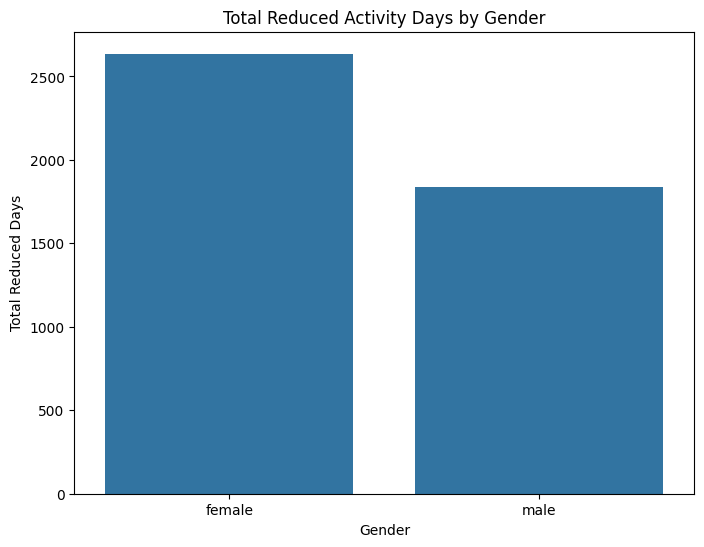 Total Reduced Activity Days by Gender
2500
2000
1500
1000
500
0
Total Reduced Days
female
male
Gender